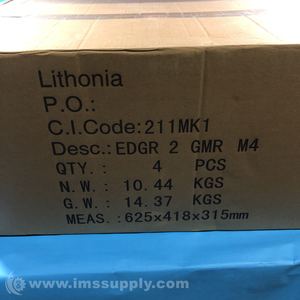 Lithonia
P.O.:
C.I.Code:211MK1
Desc.:EDGR 2 GMR M4
QTY. : 4 PCS
N.W. : 10.44 KGS
G.W. : 14.37 KGS
MEAS. :625x418x315mm
© www.imssupply.com